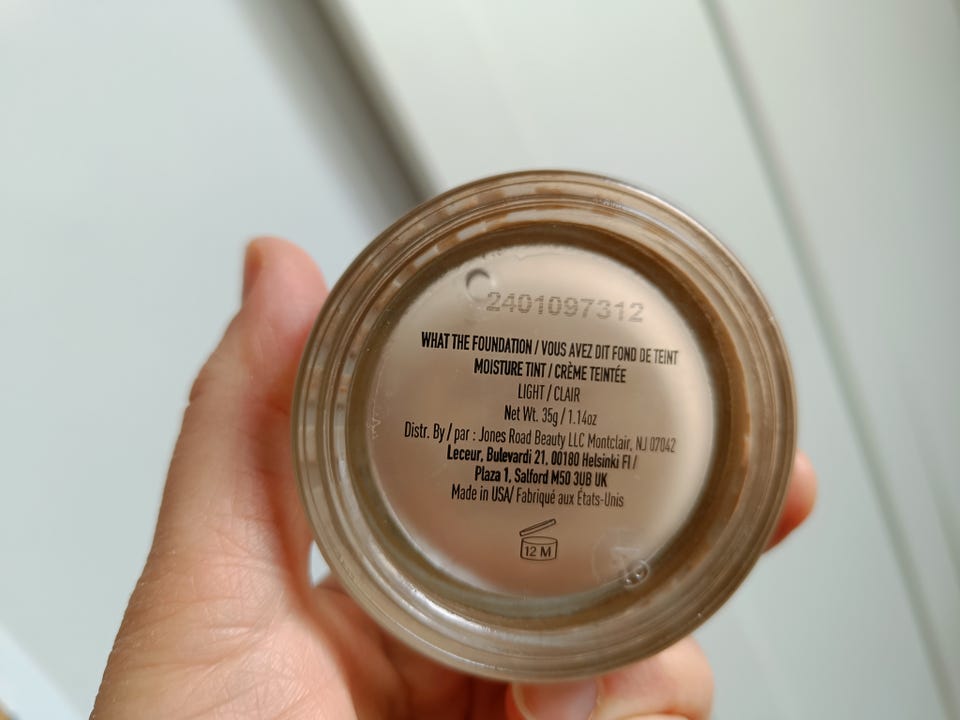 2401097312
WHAT THE FOUNDATION / VOUS AVEZ DIT FOND DE TEINT
MOISTURE TINT / CRÈME TEINTÉE
LIGHT / CLAIR
Net Wt. 35g / 1.14oz
Distr. By / par : Jones Road Beauty LLC Montclair, NJ 07042
Leceur, Bulevardi 21, 00180 Helsinki FI /
Plaza 1, Salford M50 3UB UK
Made in USA/ Fabriqué aux États-Unis
12 M